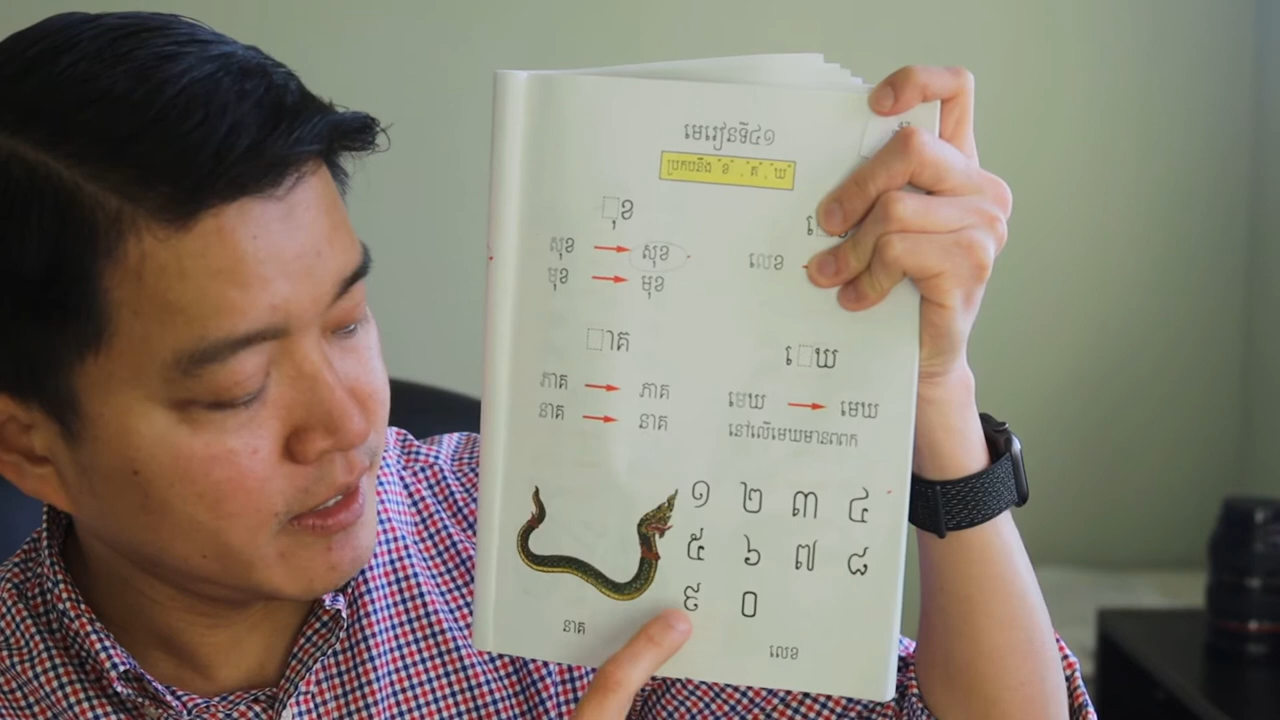 មេរៀនទី៤១
ប្រកបនឹង "ខ" , "គ" , "ឃ"
ុខ
សុខ → សុខ
មុខ → មុខ
លេខ
ាគ
ភាគ → ភាគ
នាគ → នាគ
េឃ
មេឃ → មេឃ
នៅលើមេឃមានពពក
១ ២ ៣ ៤
៥ ៦ ៧ ៨
៩ ០
នាគ
លេខ